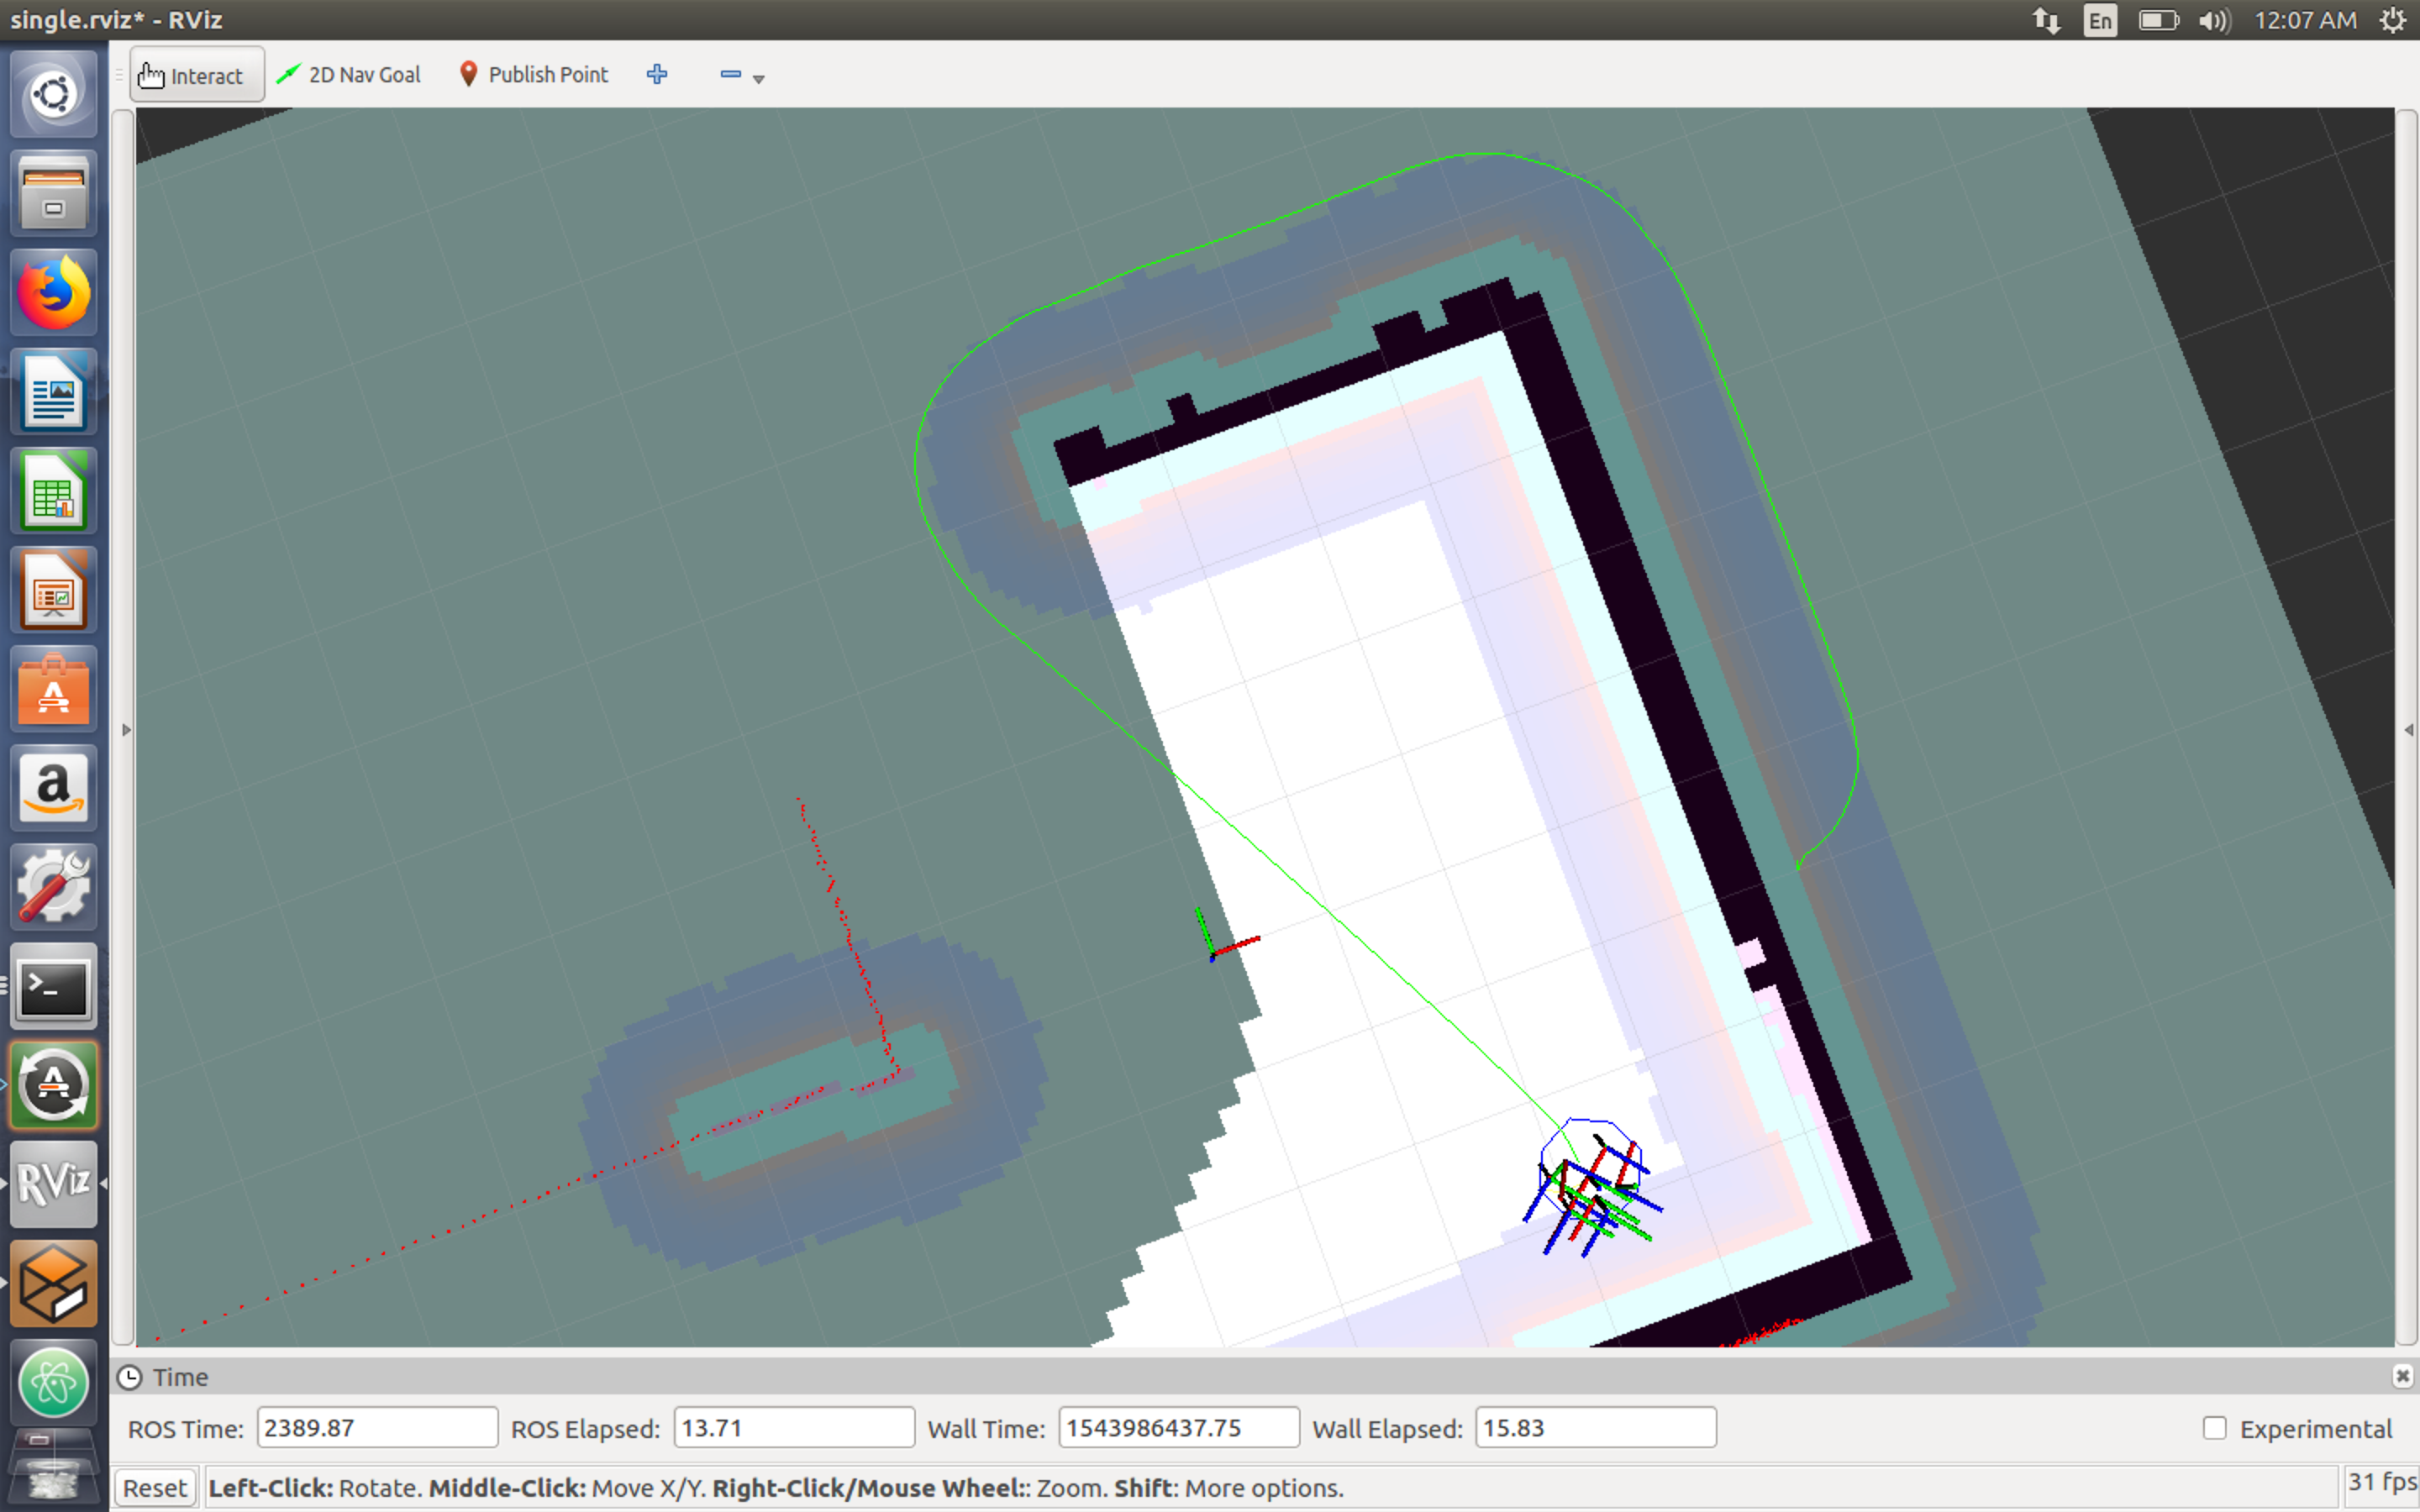 single.rviz* - RViz
En
12:07 AM
Interact
2D Nav Goal
Publish Point
a
RViz
Time
ROS Time: 2389.87 ROS Elapsed: 13.71 Wall Time: 1543986437.75 Wall Elapsed: 15.83 Experimental
Reset Left-Click: Rotate. Middle-Click: Move X/Y. Right-Click/Mouse Wheel:: Zoom. Shift: More options. 31 fps